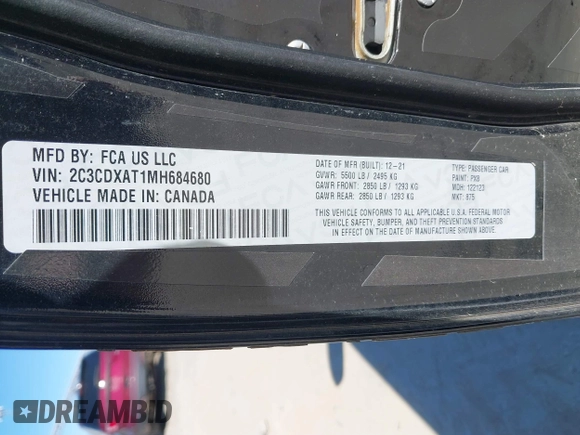 MFD BY: FCA US LLC
VIN: 2C3CDXAT1MH684680
VEHICLE MADE IN: CANADA
DATE OF MFR (BUILT): 12-21
GVWR: 5500 LB / 2495 KG
GAWR FRONT: 2850 LB / 1293 KG
GAWR REAR: 2850 LB / 1293 KG
TYPE: PASSENGER CAR
PAINT: PX8
MDH: 122123
MKT: 875
THIS VEHICLE CONFORMS TO ALL APPLICABLE U.S.A. FEDERAL MOTOR
VEHICLE SAFETY, BUMPER, AND THEFT PREVENTION STANDARDS
IN EFFECT ON THE DATE OF MANUFACTURE SHOWN ABOVE.
DREAMBID